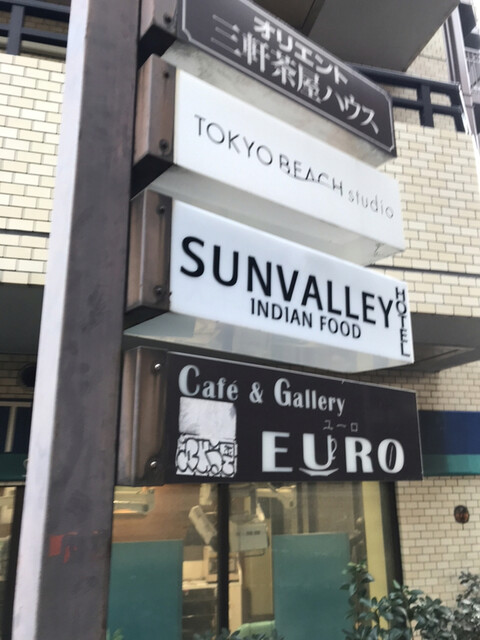 オリエント
三軒茶屋ハウス
TOKYO BEACH studio
SUNVALLEY
HOTEL
INDIAN FOOD
Café & Gallery
ユーロ
EURO